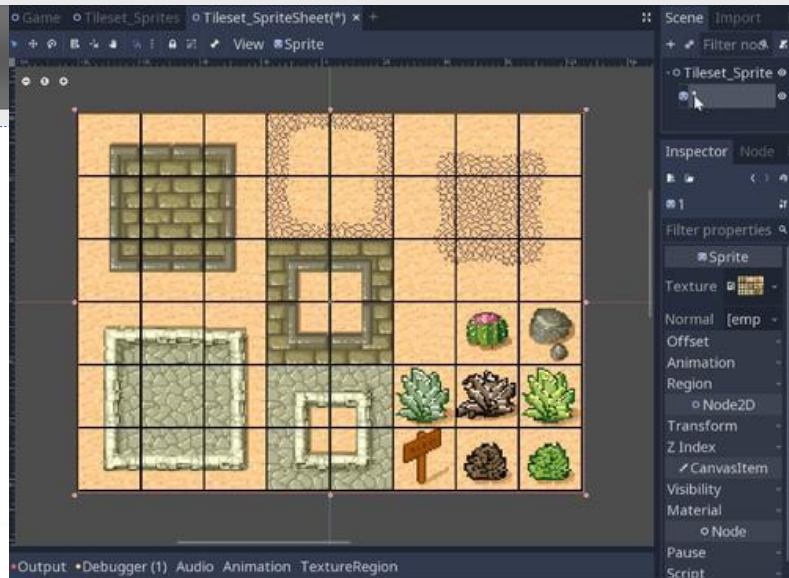 Game Tileset_Sprites Tileset_SpriteSheet(*) × +
Scene Import
View Sprite
Filter nod
Tileset_Sprite
Inspector Node
1
Filter properties
Sprite
Texture
Normal [emp
Offset
Animation
Region
Node2D
Transform
Z Index
CanvasItem
Visibility
Material
Node
Pause
Script
Output Debugger (1) Audio Animation TextureRegion